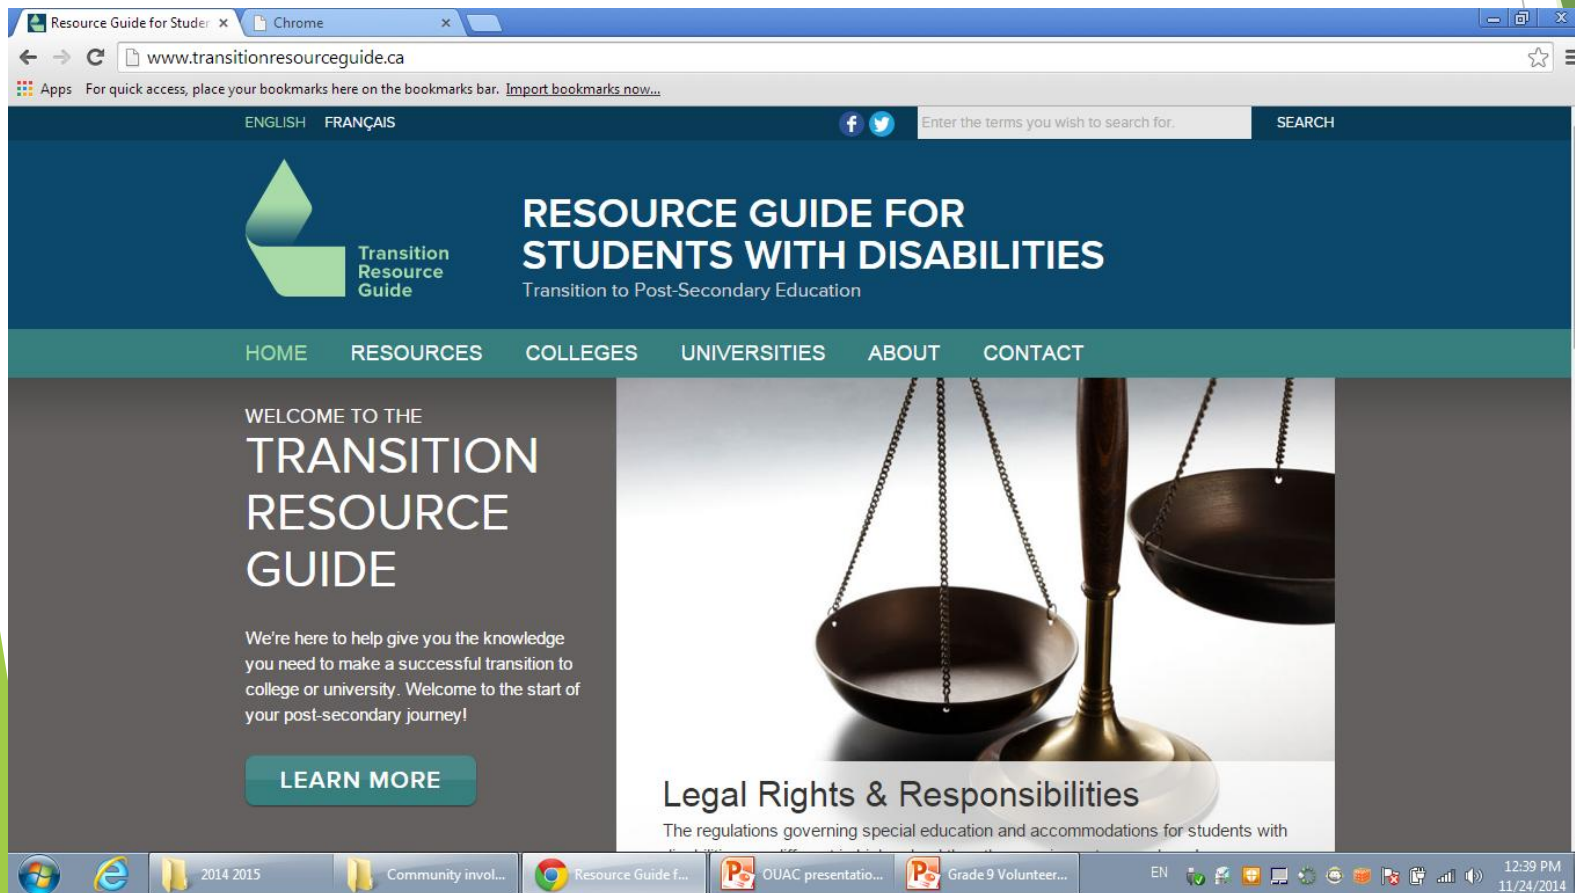 Resource Guide for Studer
Chrome
www.transitionresourceguide.ca
Apps For quick access, place your bookmarks here on the bookmarks bar. Import bookmarks now...
ENGLISH FRANÇAIS
Enter the terms you wish to search for.
SEARCH
Transition
Resource
Guide
RESOURCE GUIDE FOR
STUDENTS WITH DISABILITIES
Transition to Post-Secondary Education
HOME RESOURCES COLLEGES UNIVERSITIES ABOUT CONTACT
WELCOME TO THE
TRANSITION
RESOURCE
GUIDE
We're here to help give you the knowledge
you need to make a successful transition to
college or university. Welcome to the start of
your post-secondary journey!
LEARN MORE
Legal Rights & Responsibilities
The regulations governing special education and accommodations for students with
2014 2015
Community invol...
Resource Guide f...
OUAC presentatio...
Grade 9 Volunteer...
EN
12:39 PM
11/24/2014